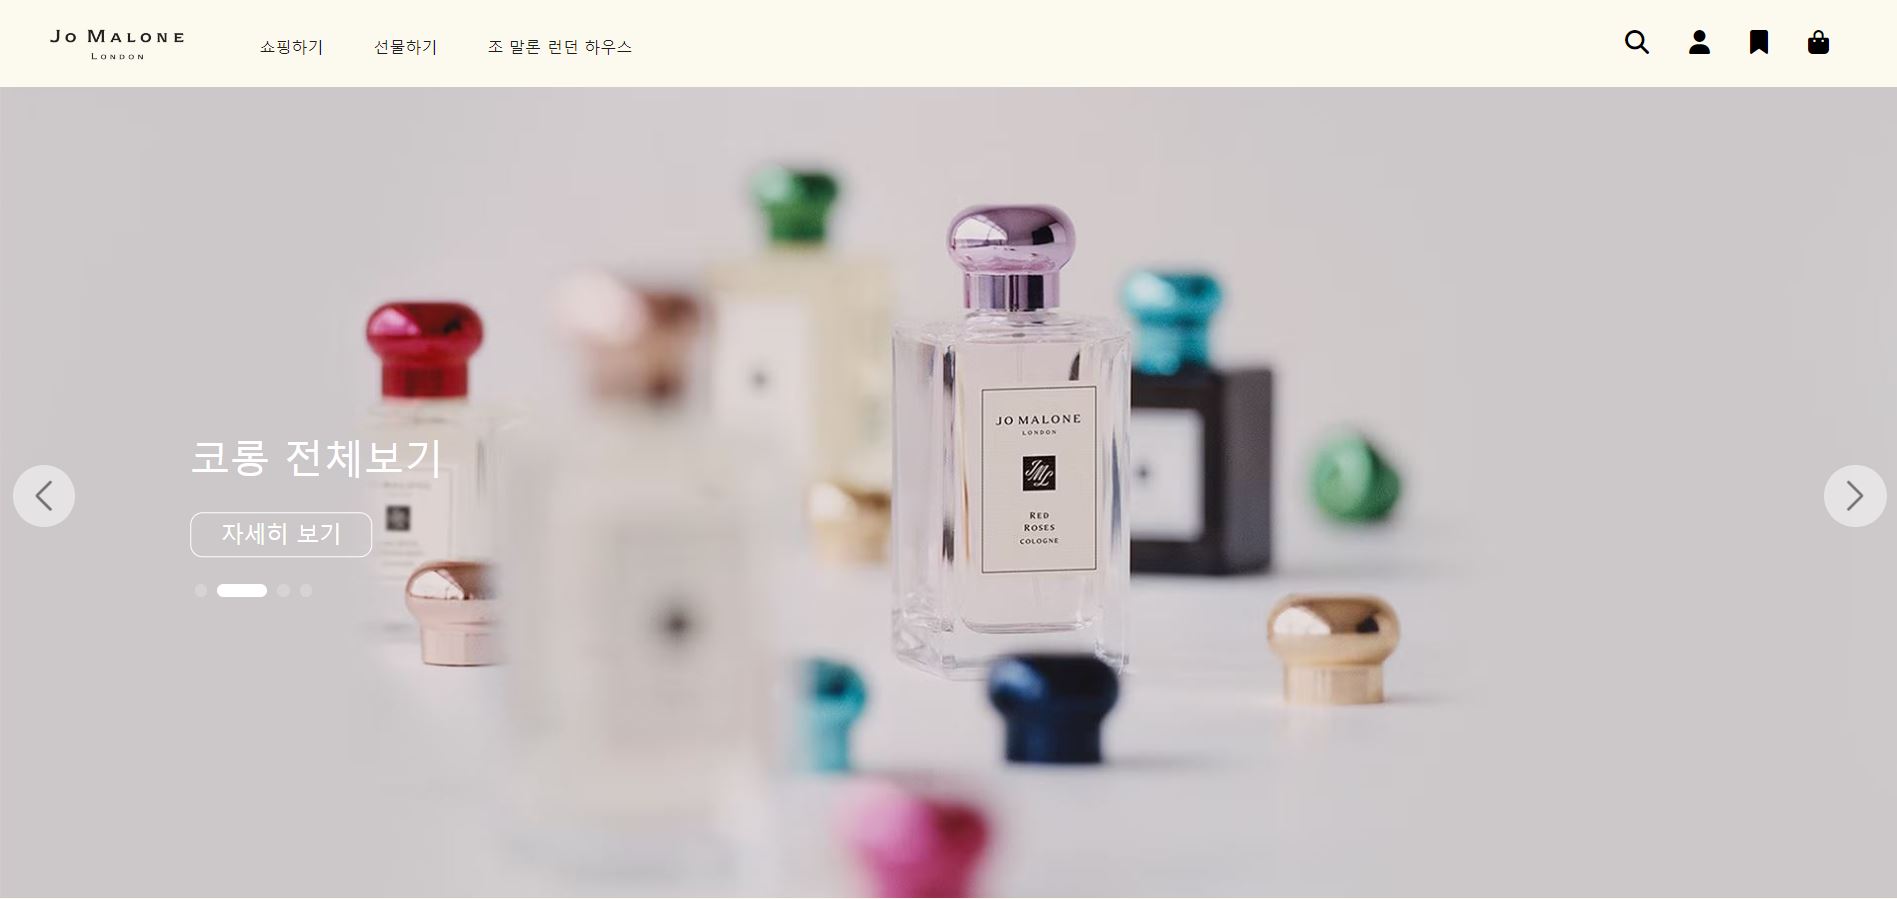 JO MALONE
LONDON
쇼핑하기
선물하기
조 말론 런던 하우스
코롱 전체보기
자세히 보기
JO MALONE
LONDON
JML
RED
ROSES
COLOGNE